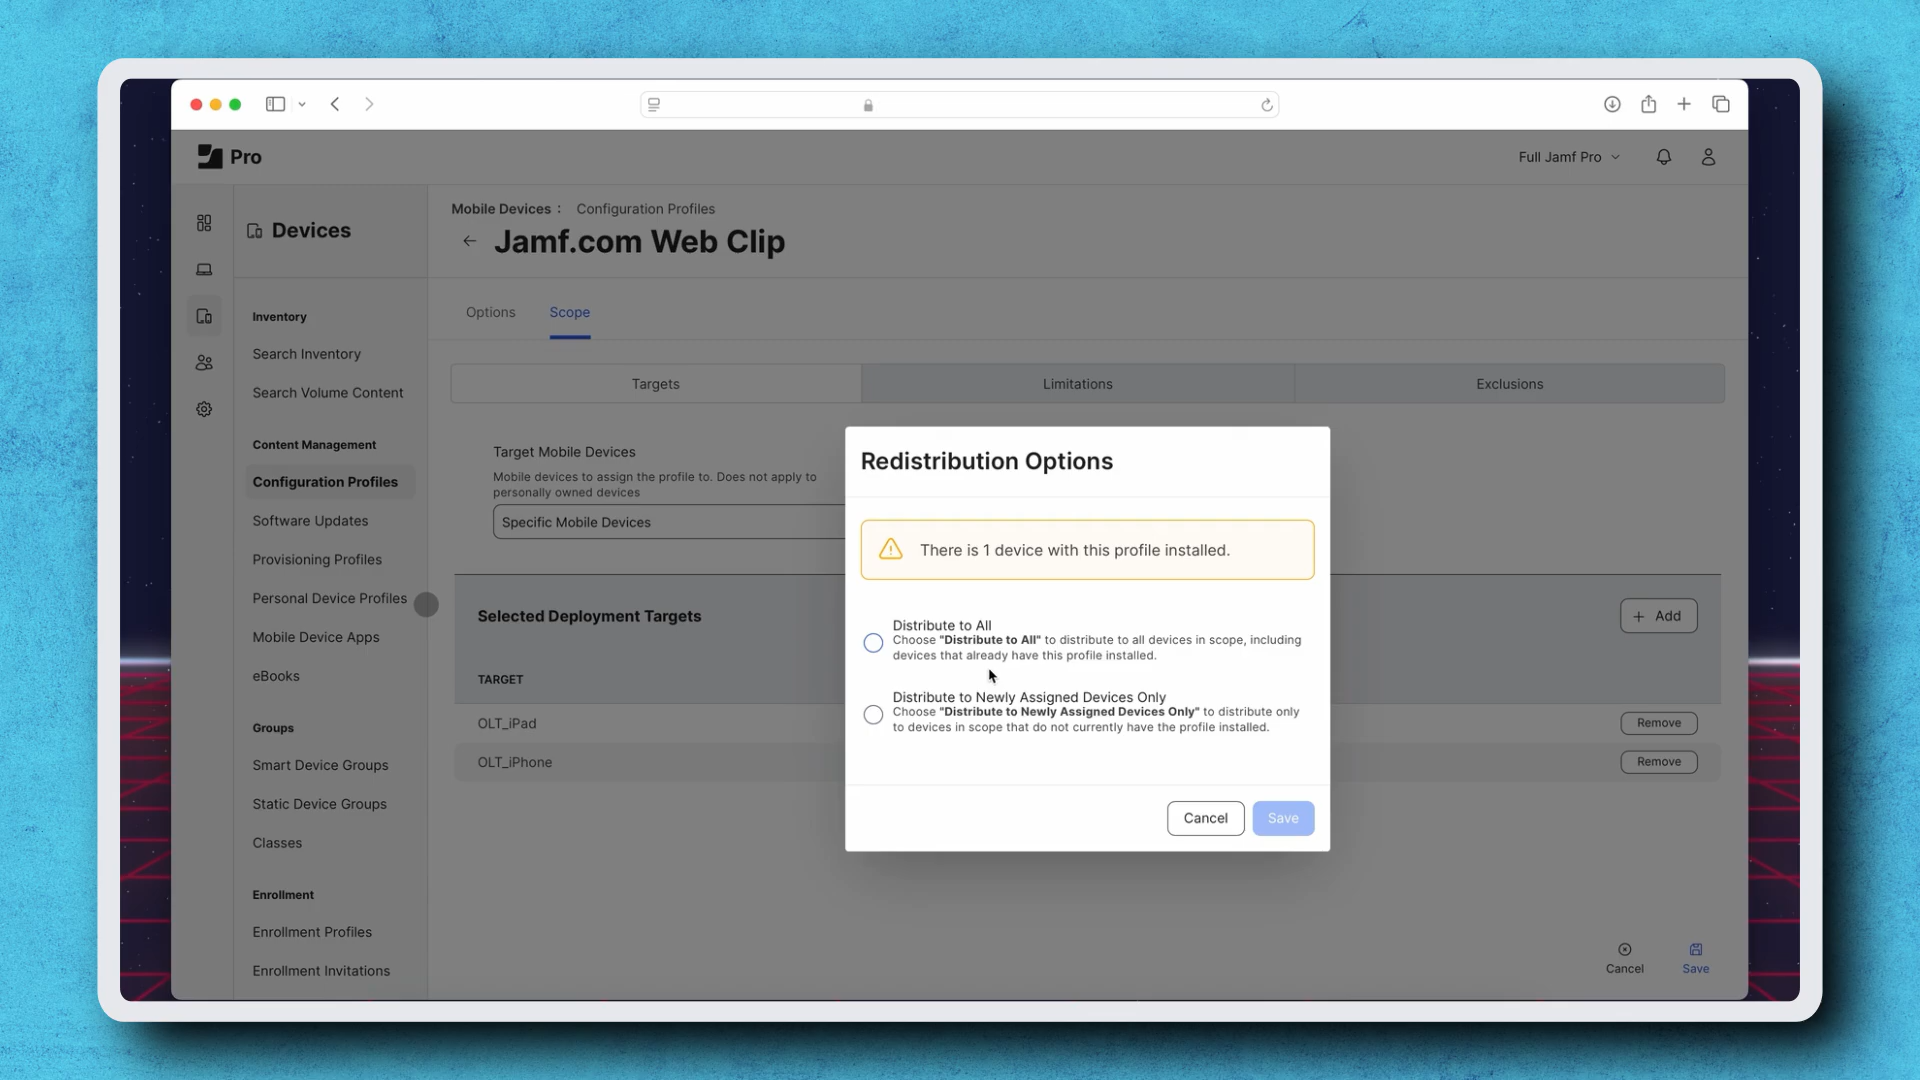 Pro
Full Jamf Pro
Devices
Inventory
Search Inventory
Search Volume Content
Content Management
Configuration Profiles
Software Updates
Provisioning Profiles
Personal Device Profiles
Mobile Device Apps
eBooks
Groups
Smart Device Groups
Static Device Groups
Classes
Enrollment
Enrollment Profiles
Enrollment Invitations
Mobile Devices : Configuration Profiles
Jamf.com Web Clip
Options Scope
Targets Limitations Exclusions
Target Mobile Devices
Mobile devices to assign the profile to. Does not apply to
personally owned devices
Specific Mobile Devices
Selected Deployment Targets
+ Add
TARGET
OLT_iPad Remove
OLT_iPhone Remove
Redistribution Options
There is 1 device with this profile installed.
Distribute to All
Choose "Distribute to All" to distribute to all devices in scope, including
devices that already have this profile installed.
Distribute to Newly Assigned Devices Only
Choose "Distribute to Newly Assigned Devices Only" to distribute only
to devices in scope that do not currently have the profile installed.
Cancel Save
Cancel Save